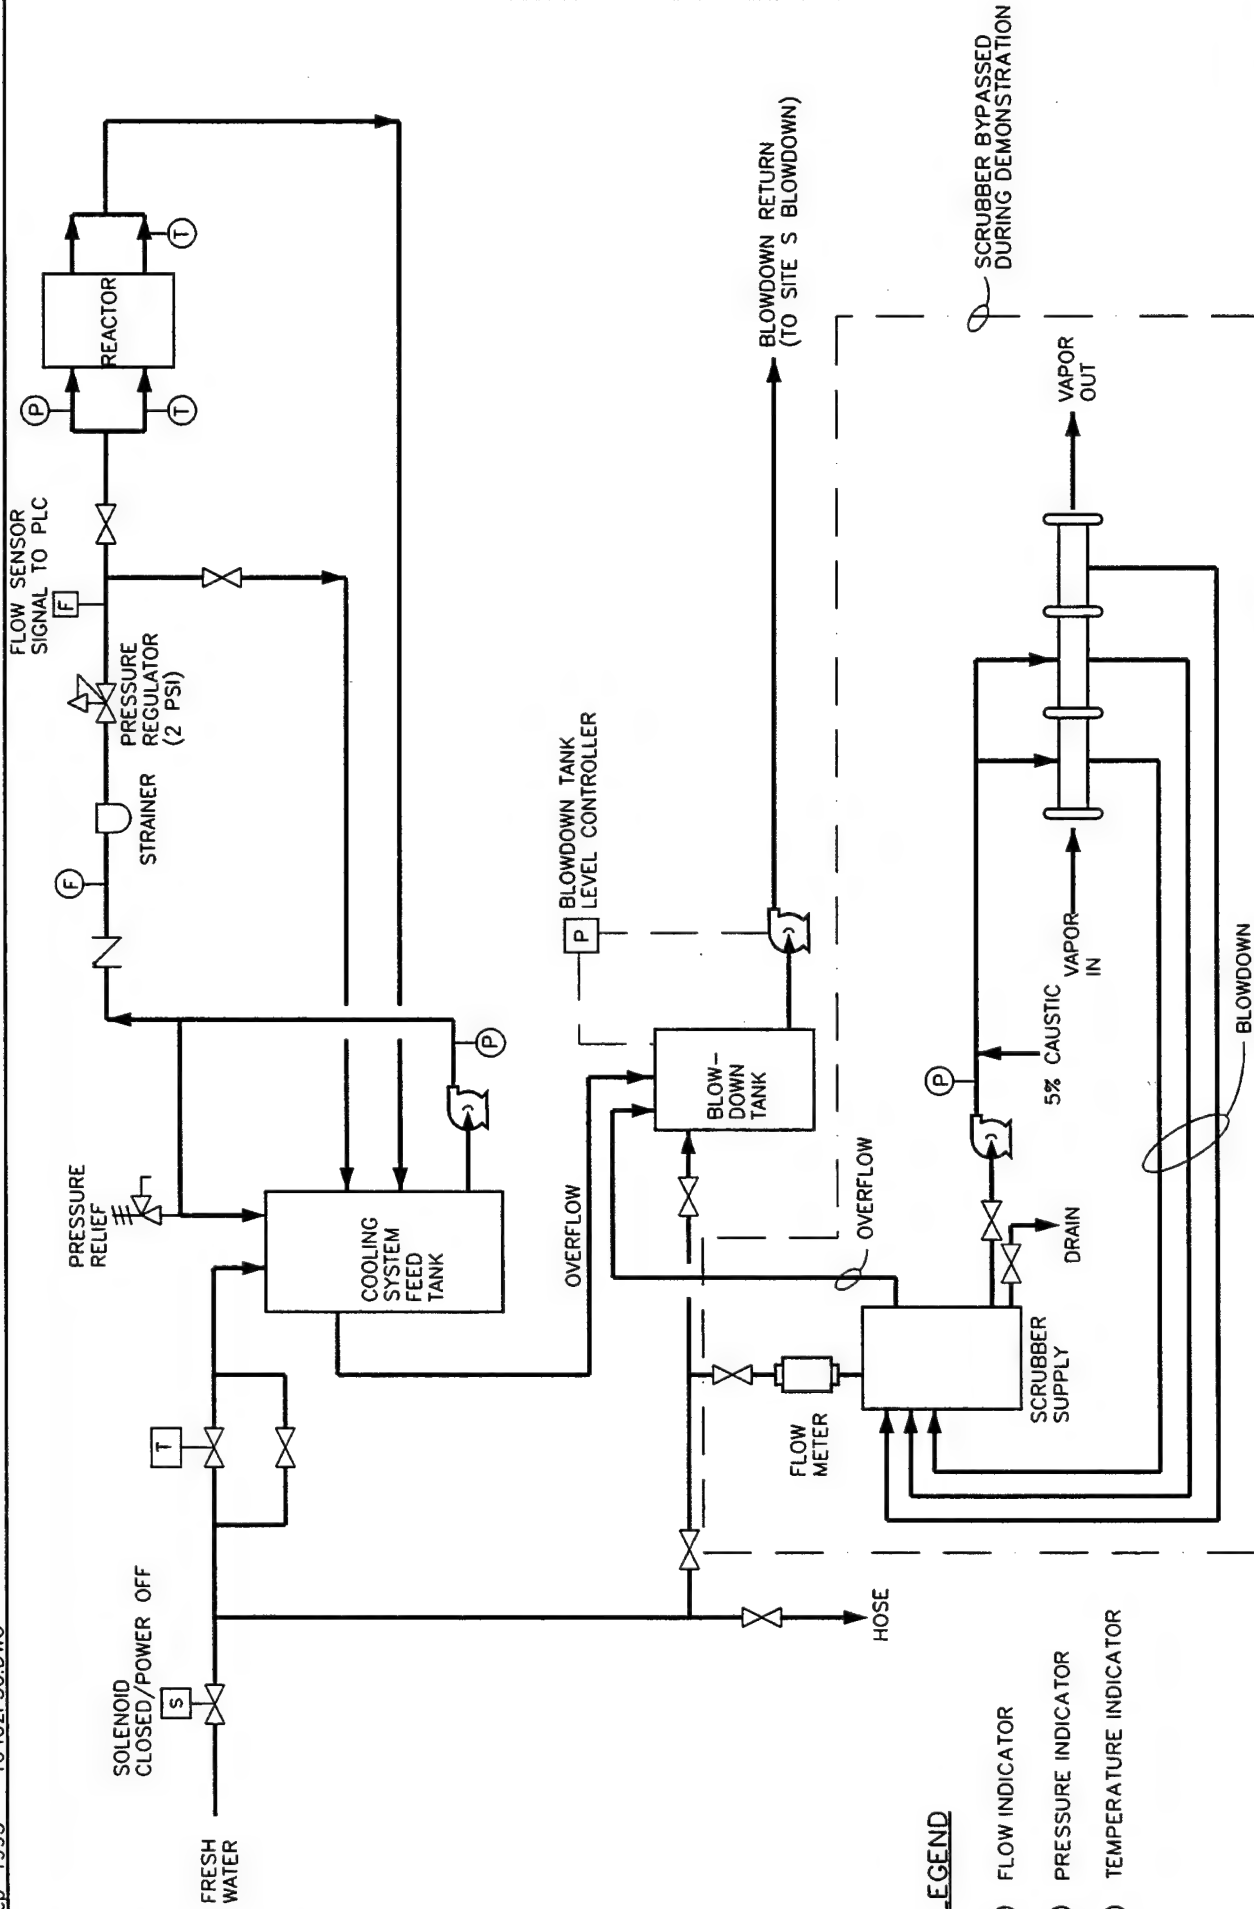 FLOW SENSOR
SIGNAL TO PLC
F
P
T
REACTOR
T
PRESSURE
REGULATOR
(2 PSI)
STRAINER
F
P
PRESSURE
RELIEF
COOLING
SYSTEM
FEED
TANK
T
SOLENOID
CLOSED/POWER OFF
S
FRESH
WATER
HOSE
OVERFLOW
BLOWDOWN TANK
LEVEL CONTROLLER
P
BLOW-
DOWN
TANK
BLOWDOWN RETURN
(TO SITE S BLOWDOWN)
SCRUBBER BYPASSED
DURING DEMONSTRATION
OVERFLOW
FLOW
METER
SCRUBBER
SUPPLY
DRAIN
P
5% CAUSTIC
VAPOR
IN
VAPOR
OUT
BLOWDOWN
EGEND
FLOW INDICATOR
PRESSURE INDICATOR
TEMPERATURE INDICATOR